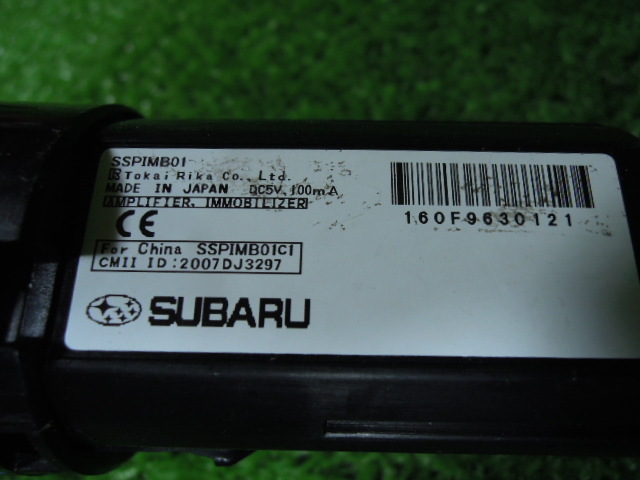 SSPIMB01
Tokai Rika Co., Ltd.
MADE IN JAPAN DC5V, 100mA
AMPLIFIER, IMMOBILIZER
CE
For China SSPIMB01C1
CMII ID:2007DJ3297
SUBARU
160F9630121